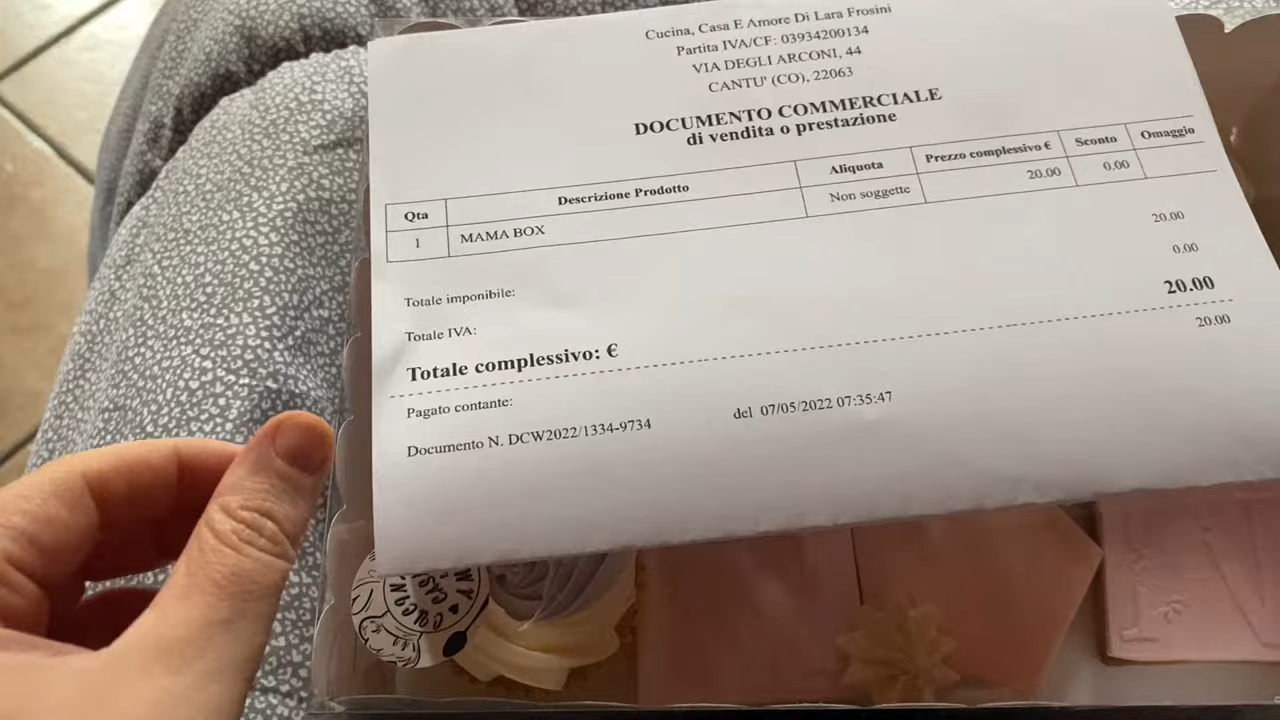 Cucina, Casa E Amore Di Lara Frosini
Partita IVA/CF: 03934200134
VIA DEGLI ARCONI, 44
CANTU' (CO), 22063
DOCUMENTO COMMERCIALE
di vendita o prestazione
Qta Descrizione Prodotto Aliquota Prezzo complessivo € Sconto Omaggio
1 MAMA BOX Non soggette 20.00 0.00
Totale imponibile: 20.00
Totale IVA: 0.00
Totale complessivo: € 20.00
Pagato contante: 20.00
Documento N. DCW2022/1334-9734 del 07/05/2022 07:35:47